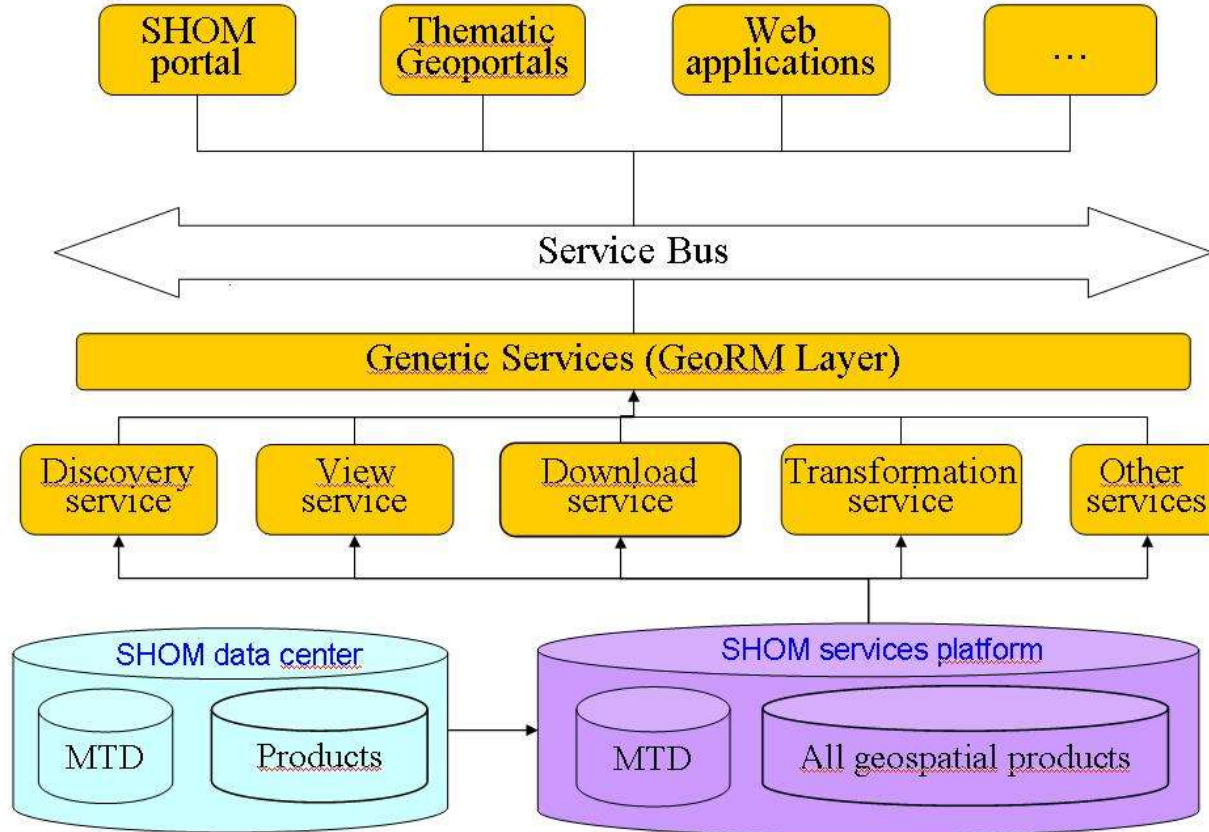 SHOM
portal
Thematic
Geoportals
Web
applications
...
Service Bus
Generic Services (GeoRM Layer)
Discovery
service
View
service
Download
service
Transformation
service
Other
services
SHOM data center
MTD
Products
SHOM services platform
MTD
All geospatial products